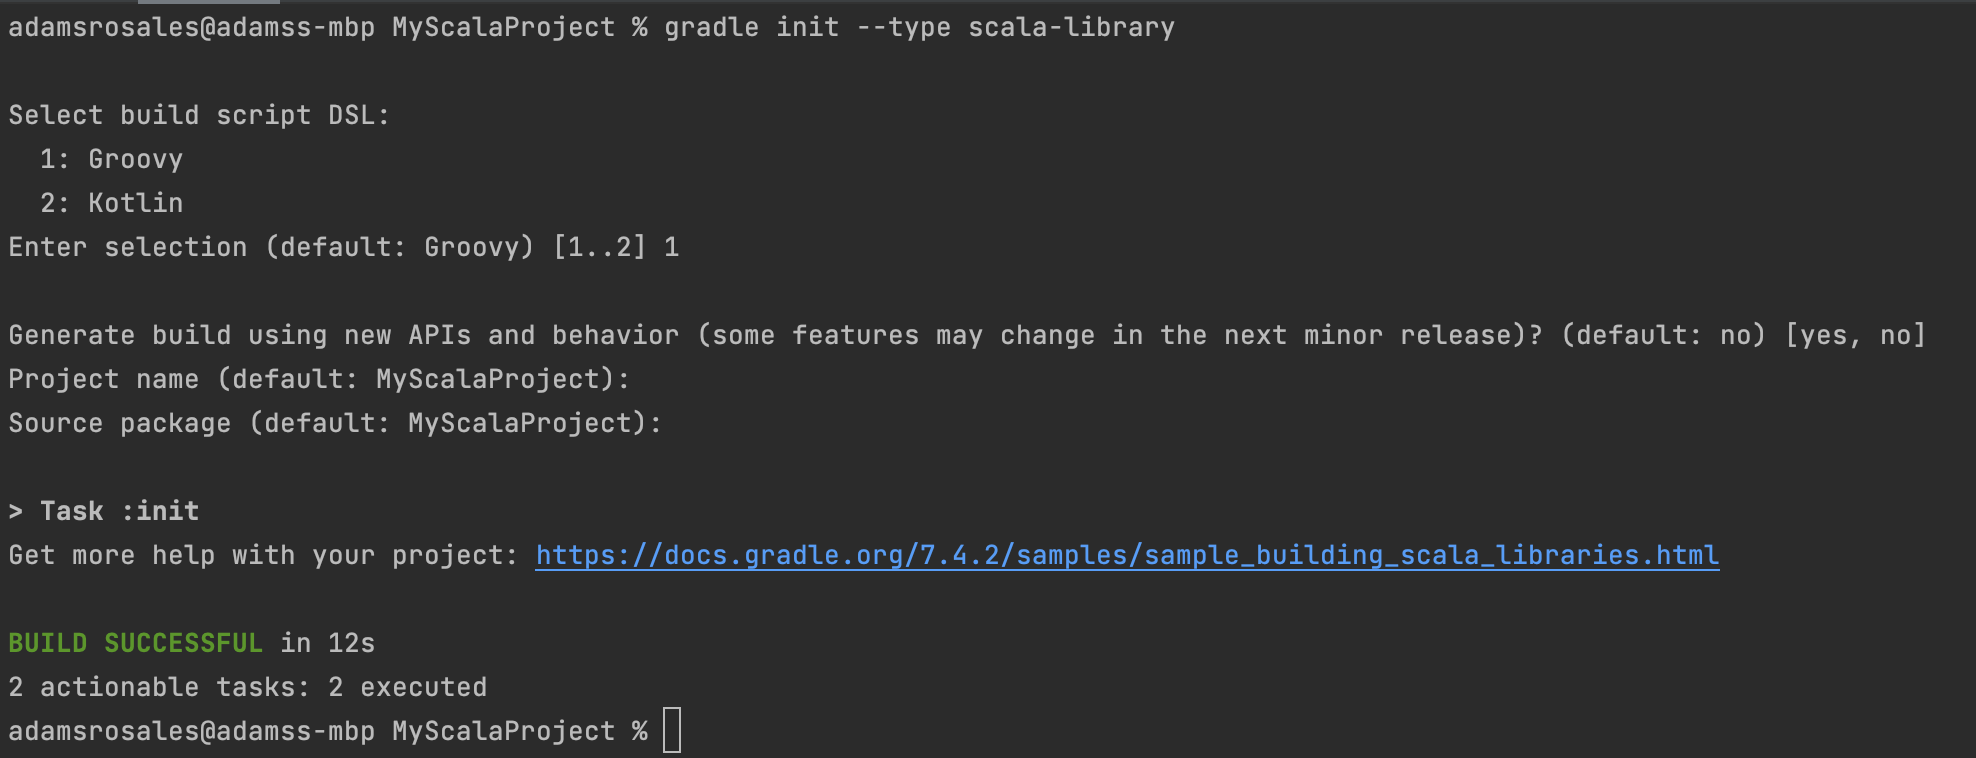 adamsrosales@adamss-mbp MyScalaProject % gradle init --type scala-library
Select build script DSL:
1: Groovy
2: Kotlin
Enter selection (default: Groovy) [1..2] 1
Generate build using new APIs and behavior (some features may change in the next minor release)? (default: no) [yes, no]
Project name (default: MyScalaProject):
Source package (default: MyScalaProject):
> Task :init
Get more help with your project: https://docs.gradle.org/7.4.2/samples/sample_building_scala_libraries.html
BUILD SUCCESSFUL in 12s
2 actionable tasks: 2 executed
adamsrosales@adamss-mbp MyScalaProject %